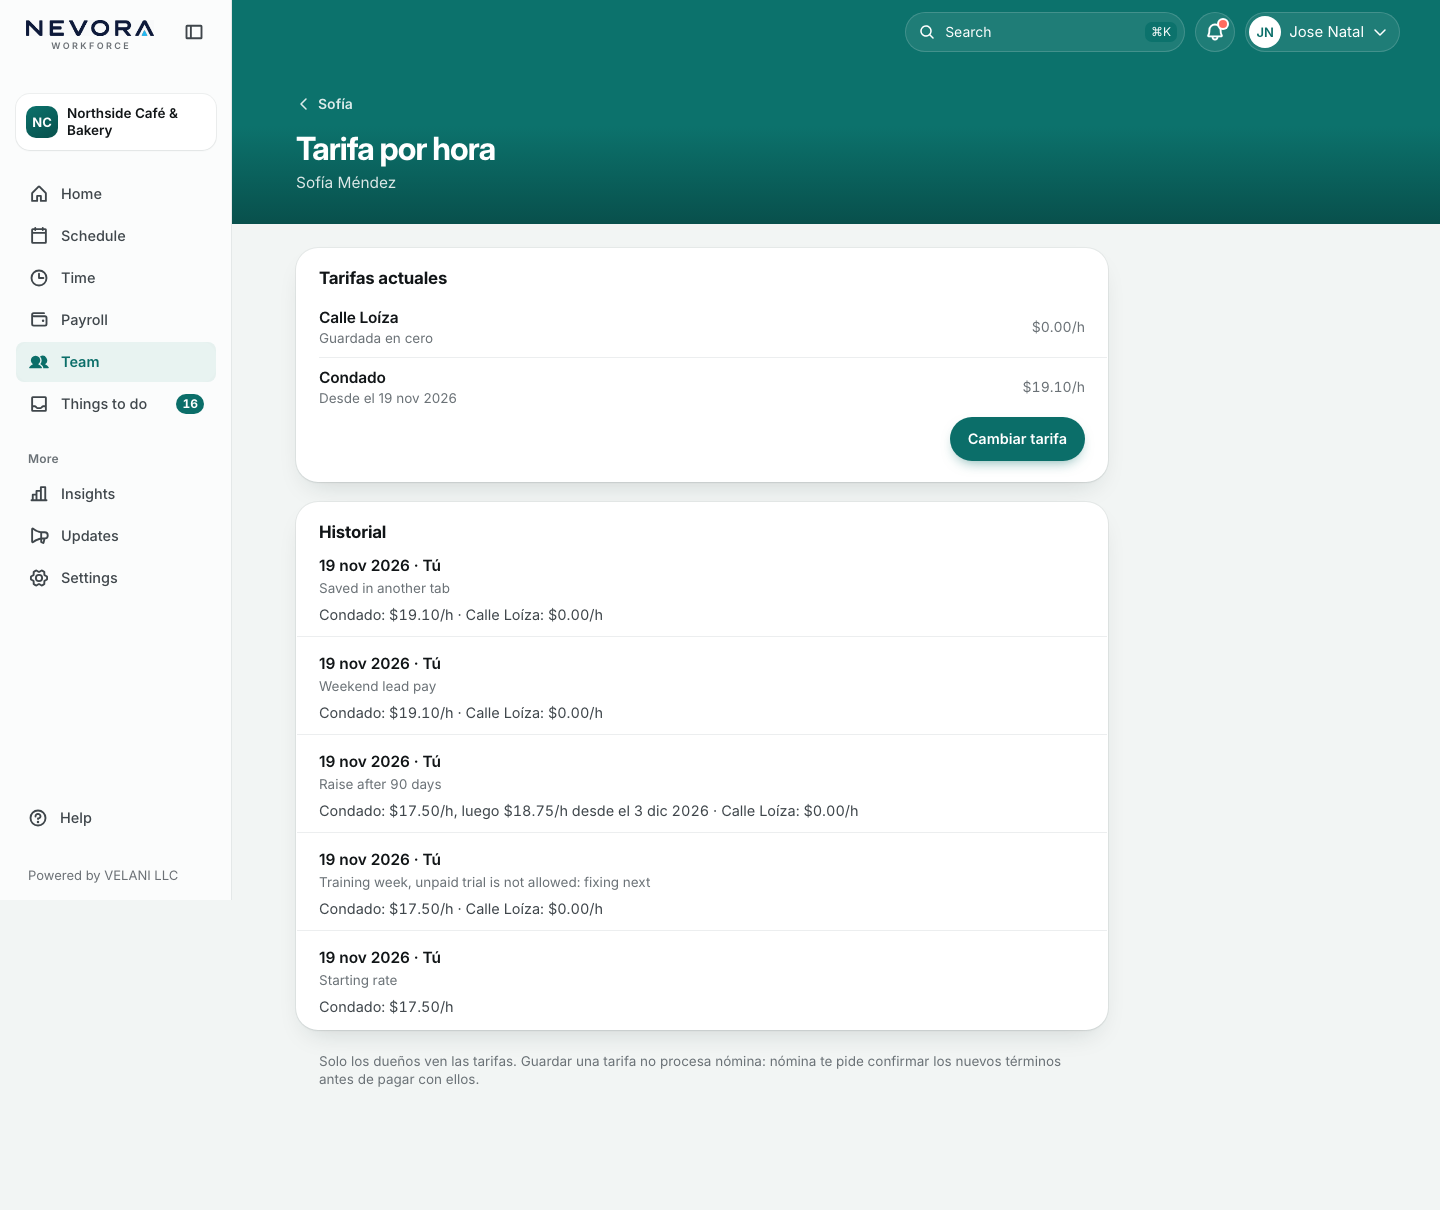 NEVORA
WORKFORCE
Search
⌘K
JN
Jose Natal
NC
Northside Café &
Bakery
Home
Schedule
Time
Payroll
Team
Things to do
16
More
Insights
Updates
Settings
Help
Powered by VELANI LLC
Sofía
Tarifa por hora
Sofía Méndez
Tarifas actuales
Calle Loíza
Guardada en cero
$0.00/h
Condado
Desde el 19 nov 2026
$19.10/h
Cambiar tarifa
Historial
19 nov 2026 · Tú
Saved in another tab
Condado: $19.10/h · Calle Loíza: $0.00/h
19 nov 2026 · Tú
Weekend lead pay
Condado: $19.10/h · Calle Loíza: $0.00/h
19 nov 2026 · Tú
Raise after 90 days
Condado: $17.50/h, luego $18.75/h desde el 3 dic 2026 · Calle Loíza: $0.00/h
19 nov 2026 · Tú
Training week, unpaid trial is not allowed: fixing next
Condado: $17.50/h · Calle Loíza: $0.00/h
19 nov 2026 · Tú
Starting rate
Condado: $17.50/h
Solo los dueños ven las tarifas. Guardar una tarifa no procesa nómina: nómina te pide confirmar los nuevos términos
antes de pagar con ellos.